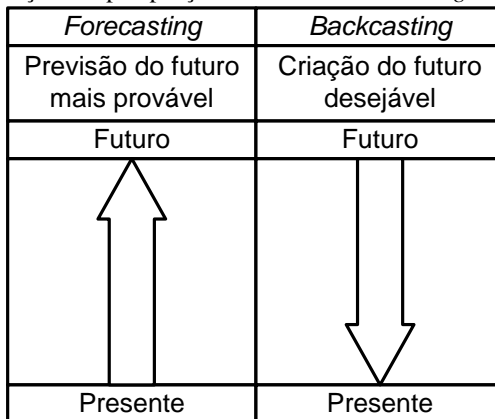 Forecasting Backcasting
Previsão do futuro mais provável
Criação do futuro desejável
Futuro Futuro
Presente Presente